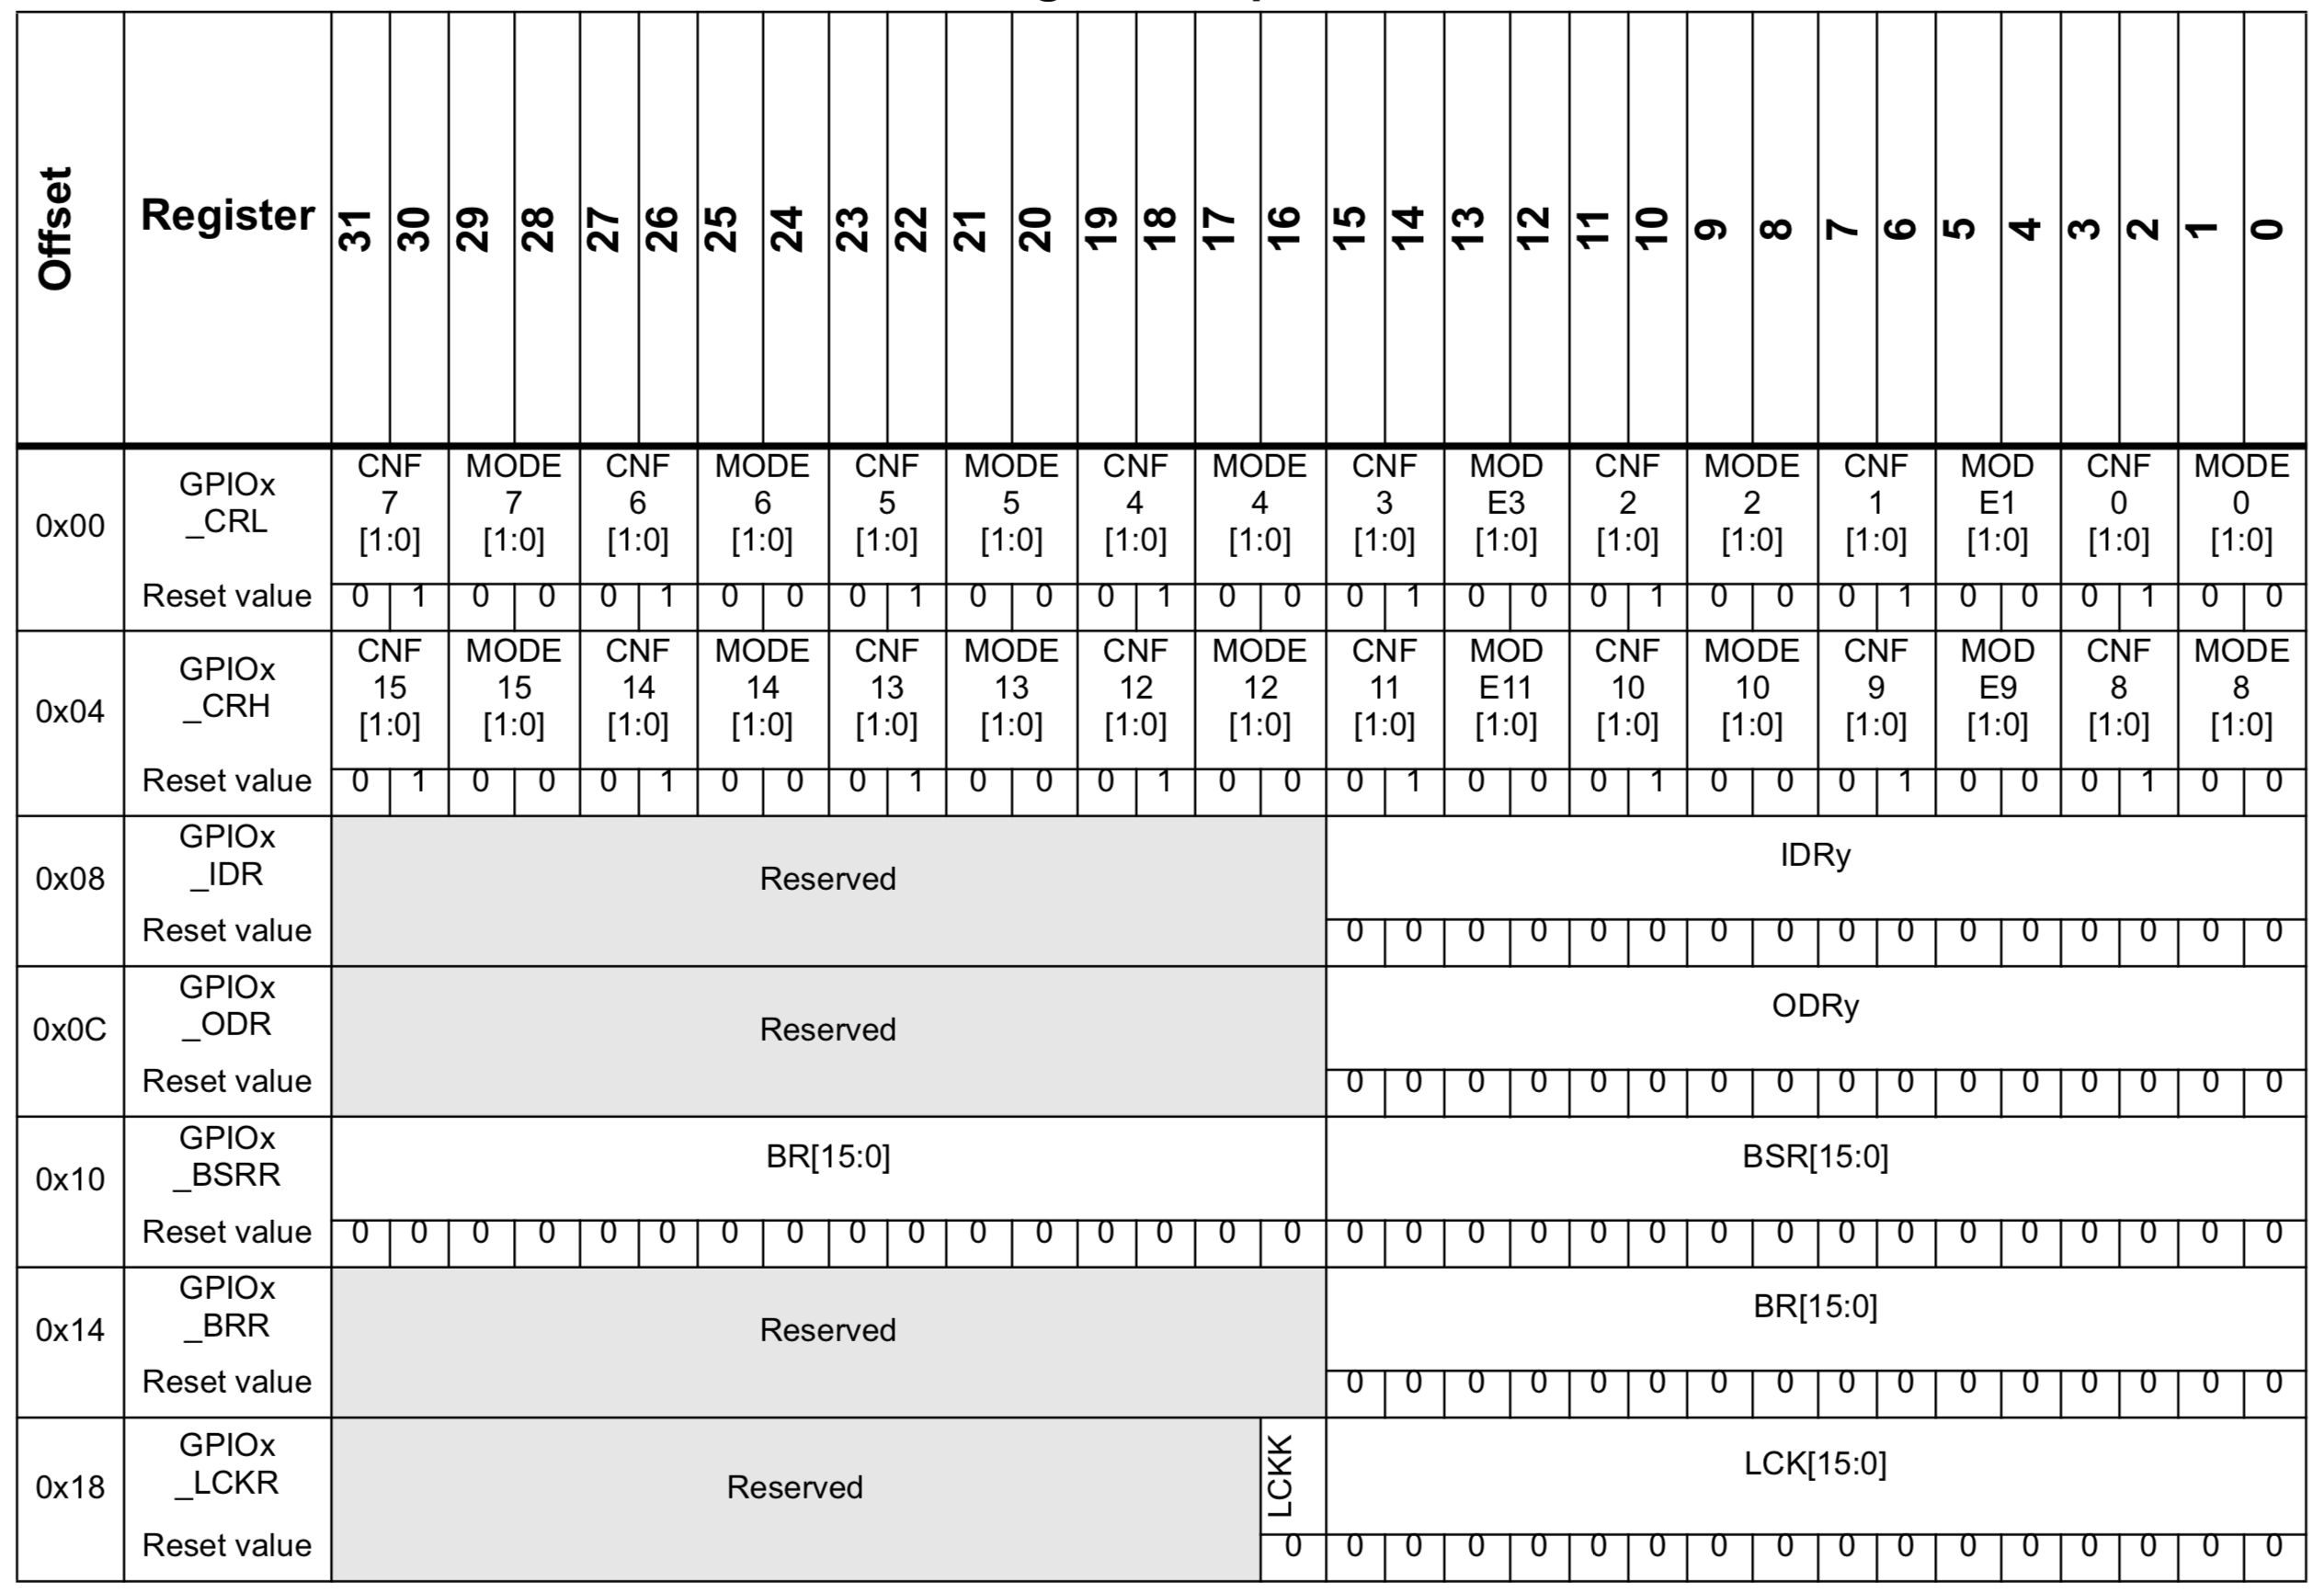 Offset Register 31 30 29 28 27 26 25 24 23 22 21 20 19 18 17 16 15 14 13 12 11 10 9 8 7 6 5 4 3 2 1 0
0x00
GPIOx
_CRL
CNF MODE CNF MODE CNF MODE CNF MODE CNF MOD CNF MODE CNF MOD CNF MODE
7 7 6 6 5 5 4 4 3 E3 2 2 1 E1 0 0
[1:0] [1:0] [1:0] [1:0] [1:0] [1:0] [1:0] [1:0] [1:0] [1:0] [1:0] [1:0] [1:0] [1:0] [1:0] [1:0]
Reset value 0 1 0 0 0 1 0 0 0 1 0 0 0 1 0 0 0 1 0 0 0 1 0 0 0 1 0 0 0 1 0 0
0x04
GPIOx
_CRH
CNF MODE CNF MODE CNF MODE CNF MODE CNF MOD CNF MODE CNF MOD CNF MODE
15 15 14 14 13 13 12 12 11 E11 10 10 9 E9 8 8
[1:0] [1:0] [1:0] [1:0] [1:0] [1:0] [1:0] [1:0] [1:0] [1:0] [1:0] [1:0] [1:0] [1:0] [1:0] [1:0]
Reset value 0 1 0 0 0 1 0 0 0 1 0 0 0 1 0 0 0 1 0 0 0 1 0 0 0 1 0 0 0 1 0 0
0x08
GPIOx
_IDR
Reserved
IDRy
Reset value 0 0 0 0 0 0 0 0 0 0 0 0 0 0 0 0
0x0C
GPIOx
_ODR
Reserved
ODRy
Reset value 0 0 0 0 0 0 0 0 0 0 0 0 0 0 0 0
0x10
GPIOx
_BSRR
BR[15:0]
BSR[15:0]
Reset value 0 0 0 0 0 0 0 0 0 0 0 0 0 0 0 0 0 0 0 0 0 0 0 0 0 0 0 0 0 0 0 0
0x14
GPIOx
_BRR
Reserved
BR[15:0]
Reset value 0 0 0 0 0 0 0 0 0 0 0 0 0 0 0 0
0x18
GPIOx
_LCKR
Reserved
LCKK
LCK[15:0]
Reset value 0 0 0 0 0 0 0 0 0 0 0 0 0 0 0 0 0